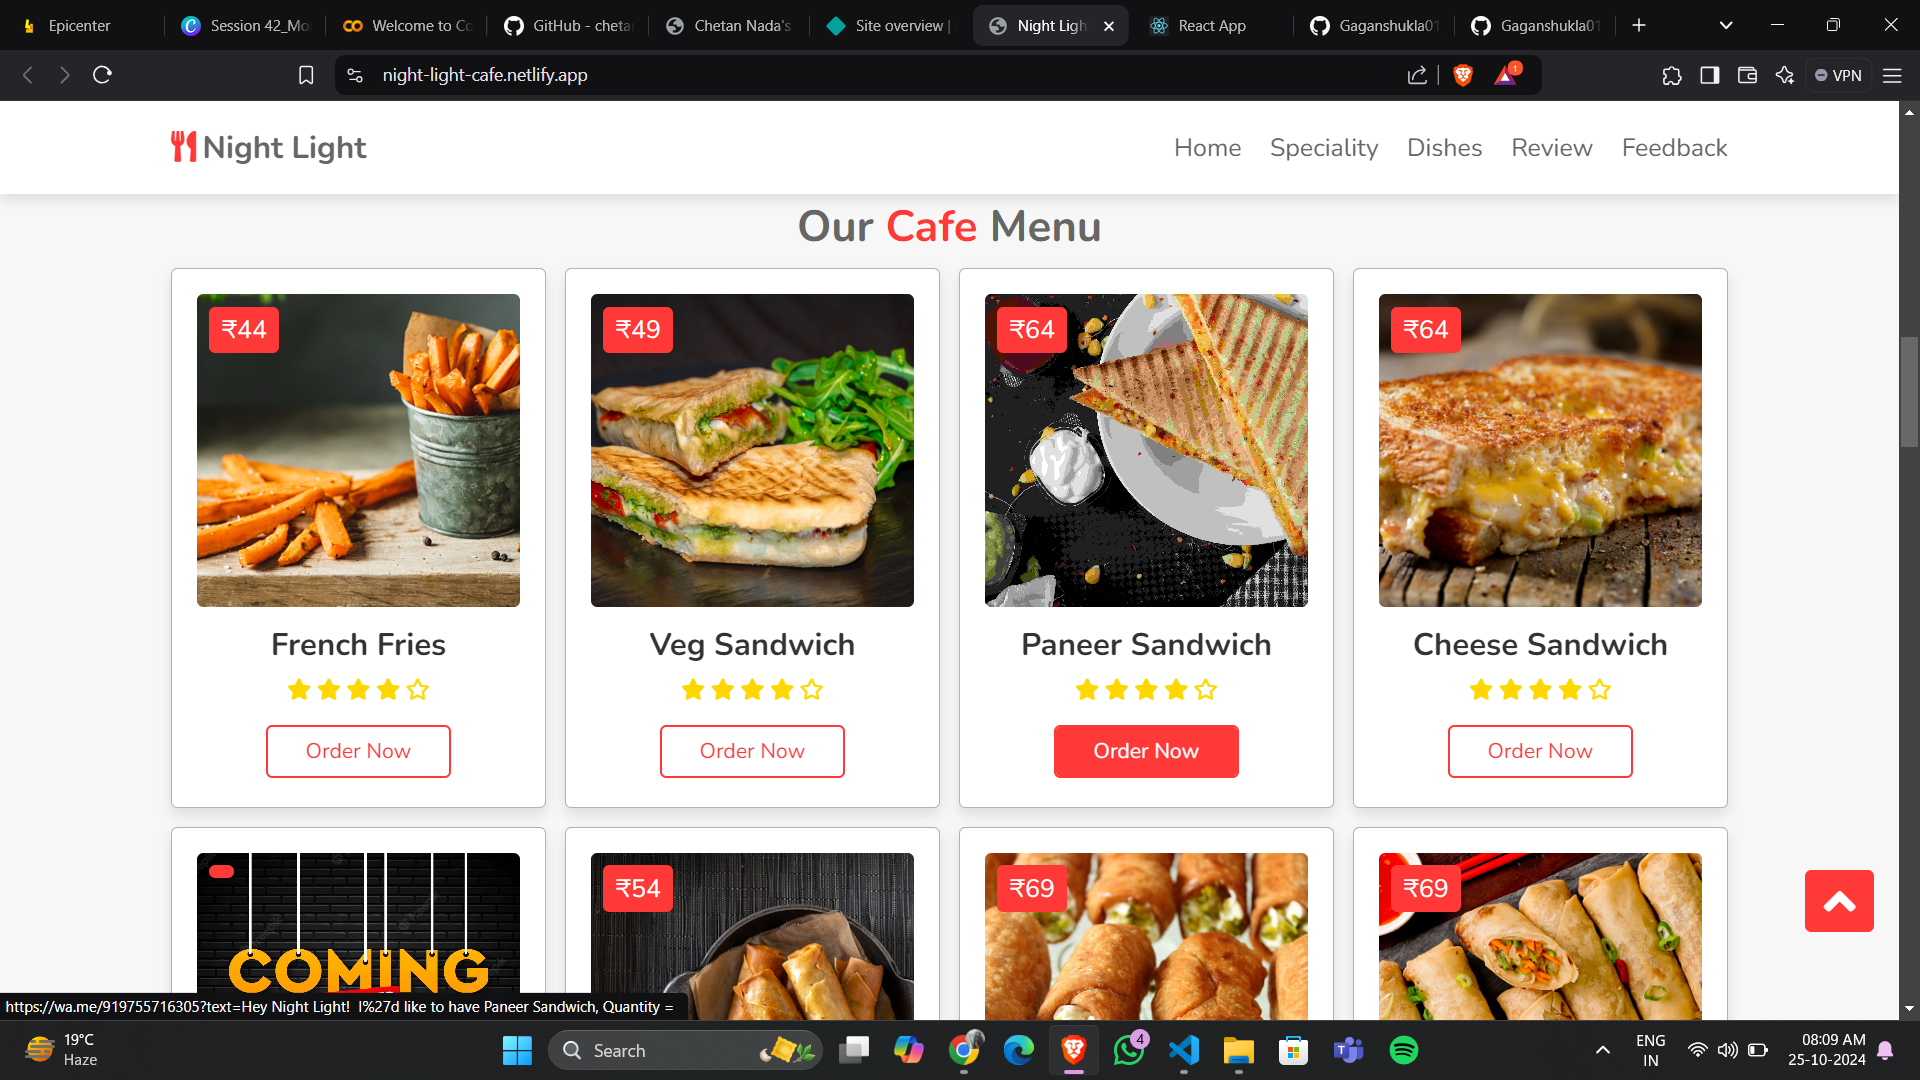 Epicenter
Session 42_Mo
Welcome to Co
GitHub - cheta
Chetan Nada's
Site overview |
Night Ligh
React App
Gaganshukla01
Gaganshukla01
night-light-cafe.netlify.app
1
VPN
Night Light
Home Speciality Dishes Review Feedback
Our Cafe Menu
₹44
₹49
₹64
₹64
French Fries
Veg Sandwich
Paneer Sandwich
Cheese Sandwich
Order Now
Order Now
Order Now
Order Now
COMING
₹54
₹69
₹69
https://wa.me/919755716305?text=Hey Night Light!  I%27d like to have Paneer Sandwich, Quantity =
19°C
Haze
Search
4
ENG
IN
08:09 AM
25-10-2024